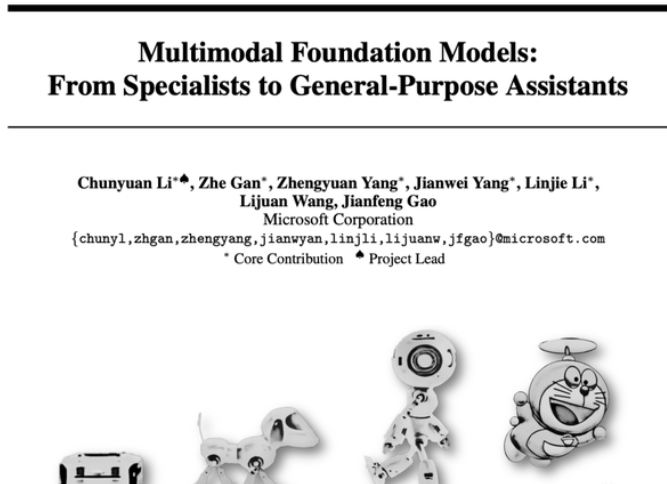 Multimodal Foundation Models:
From Specialists to General-Purpose Assistants
Chunyuan Li*♠, Zhe Gan*, Zhengyuan Yang*, Jianwei Yang*, Linjie Li*,
Lijuan Wang, Jianfeng Gao
Microsoft Corporation
{chunyl,zhgan,zhengyang,jianwyan,linjli,lijuanw,jfgao}@microsoft.com
* Core Contribution ♠ Project Lead